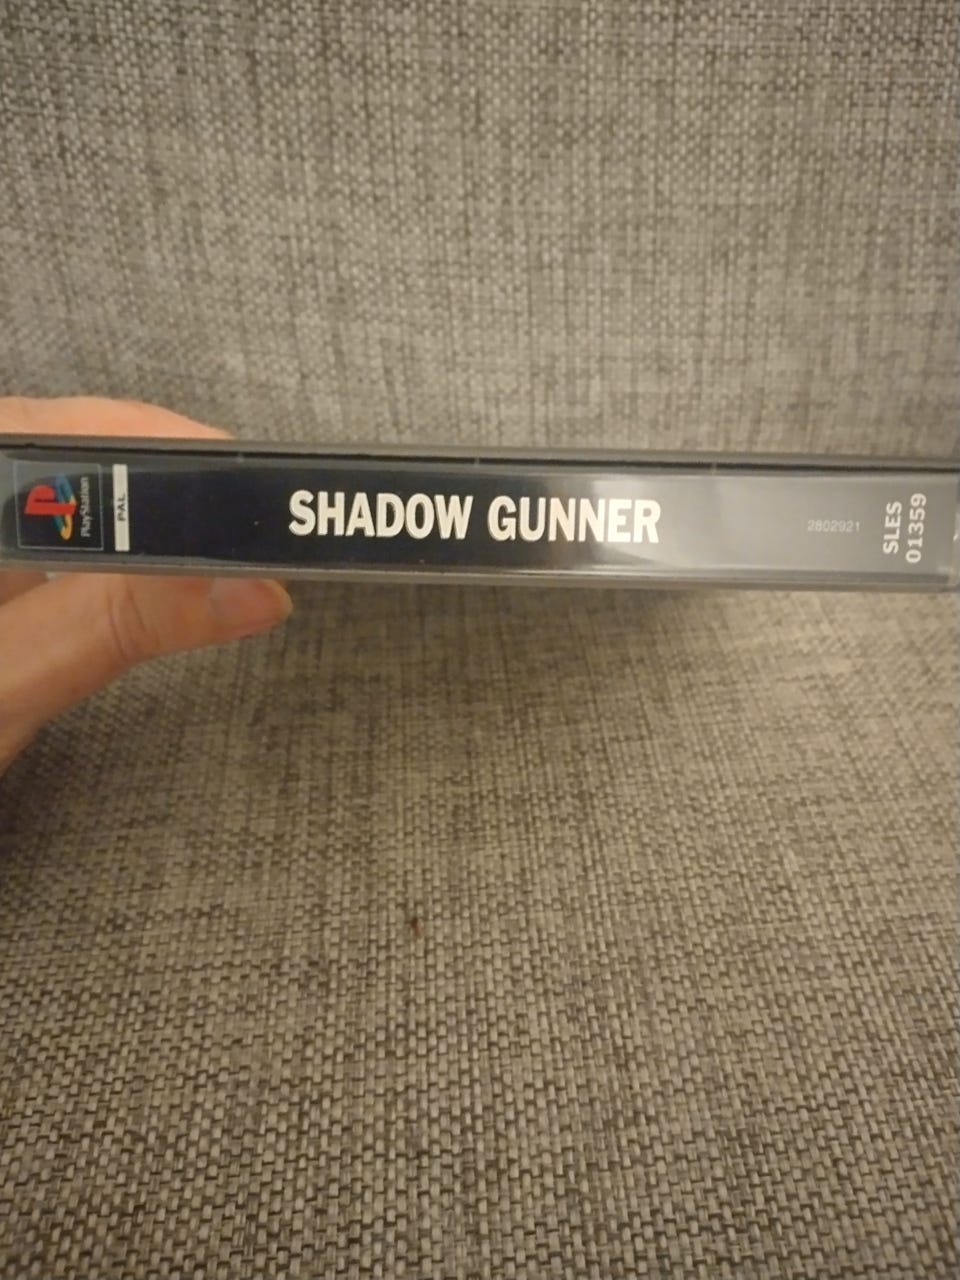 PlayStation
PAL
SHADOW GUNNER
2802921
SLES
01359